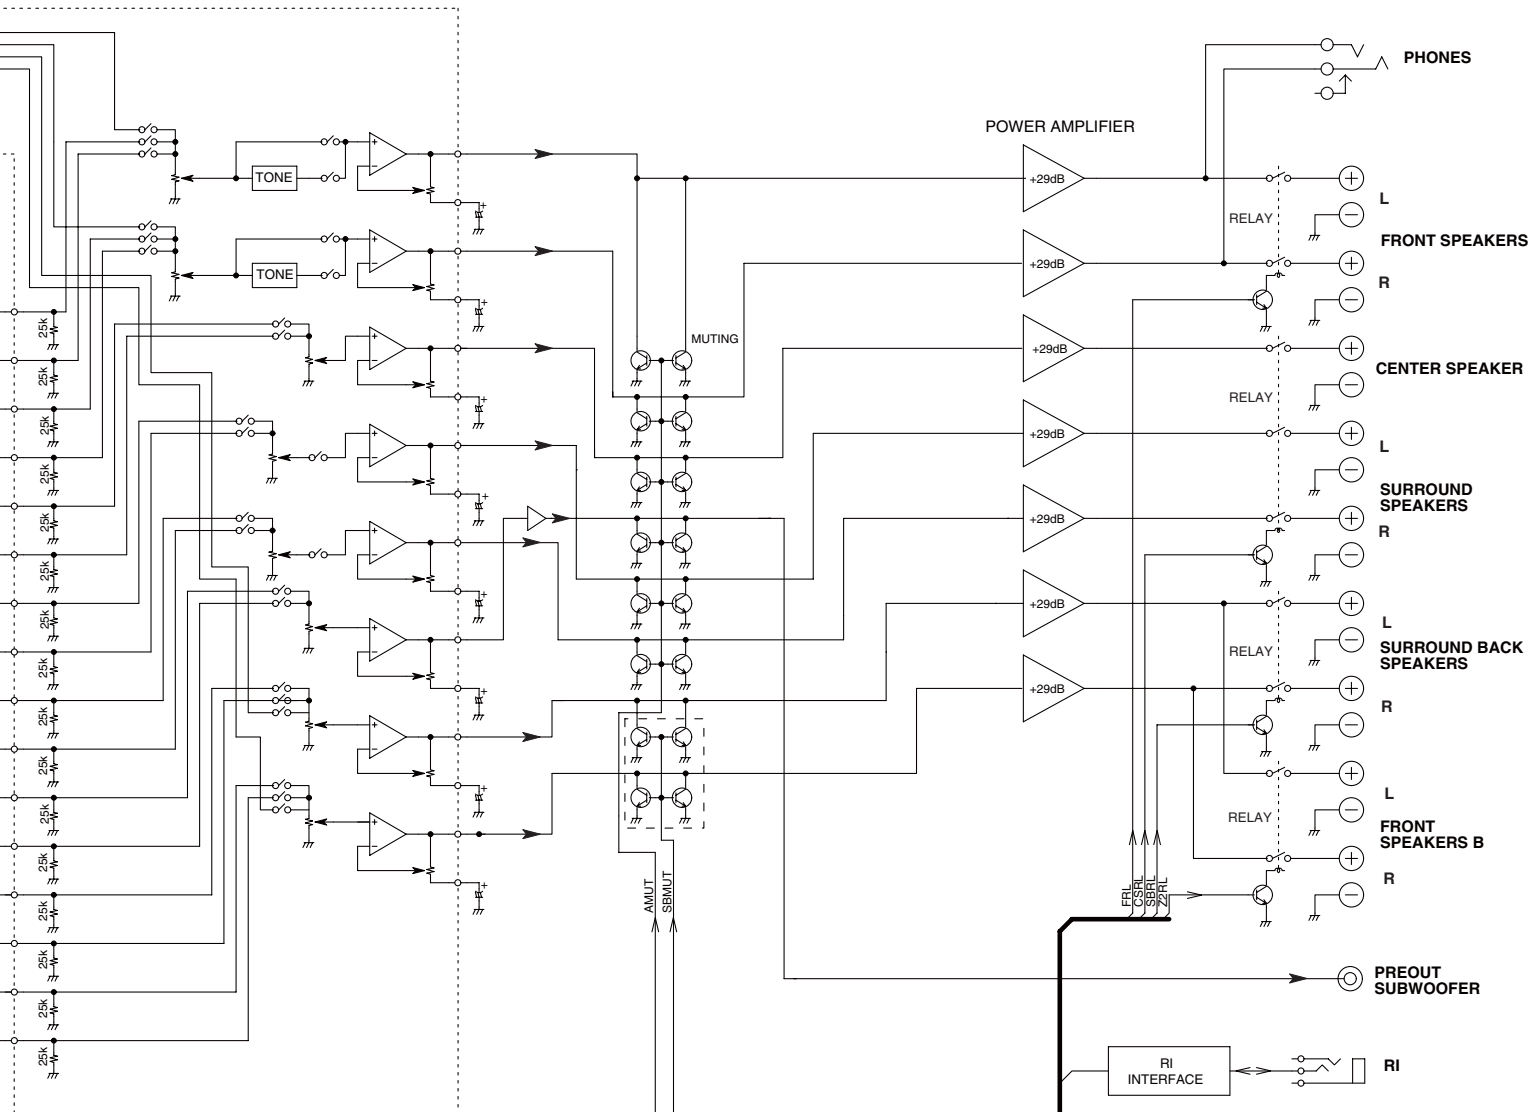 PHONES
POWER AMPLIFIER
TONE
+29dB
L
RELAY
FRONT SPEAKERS
TONE
+29dB
R
25k
MUTING
+29dB
CENTER SPEAKER
25k
RELAY
25k
+29dB
L
25k
SURROUND
SPEAKERS
25k
+29dB
R
25k
25k
+29dB
L
RELAY
SURROUND BACK
SPEAKERS
25k
+29dB
R
25k
25k
L
25k
RELAY
FRONT
SPEAKERS B
25k
R
AMUT
SBMUT
FRL
CSRL
SBRL
Z2RL
25k
25k
PREOUT
SUBWOOFER
25k
25k
RI
INTERFACE
RI